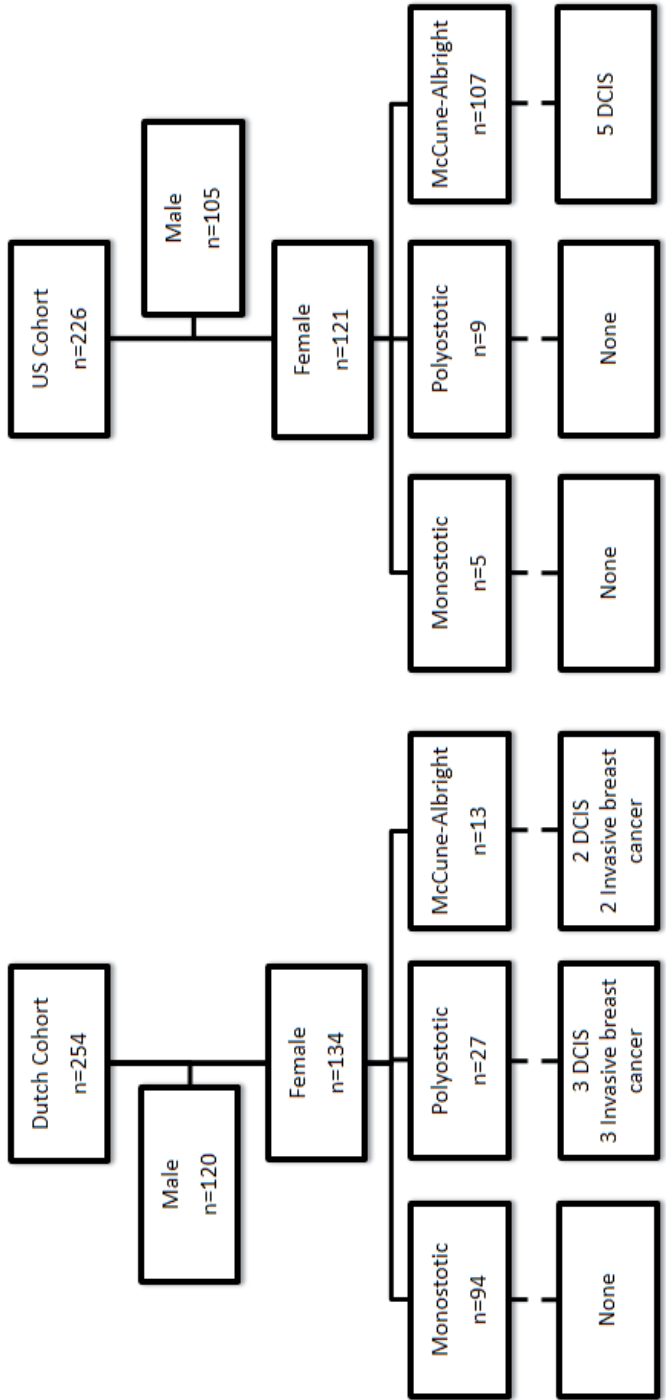 Dutch Cohort
n=254
Male
n=120
Female
n=134
Monostotic
n=94
Polyostotic
n=27
McCune-Albright
n=13
None
3 DCIS
3 Invasive breast
cancer
2 DCIS
2 Invasive breast
cancer
US Cohort
n=226
Male
n=105
Female
n=121
Monostotic
n=5
Polyostotic
n=9
McCune-Albright
n=107
None
None
5 DCIS